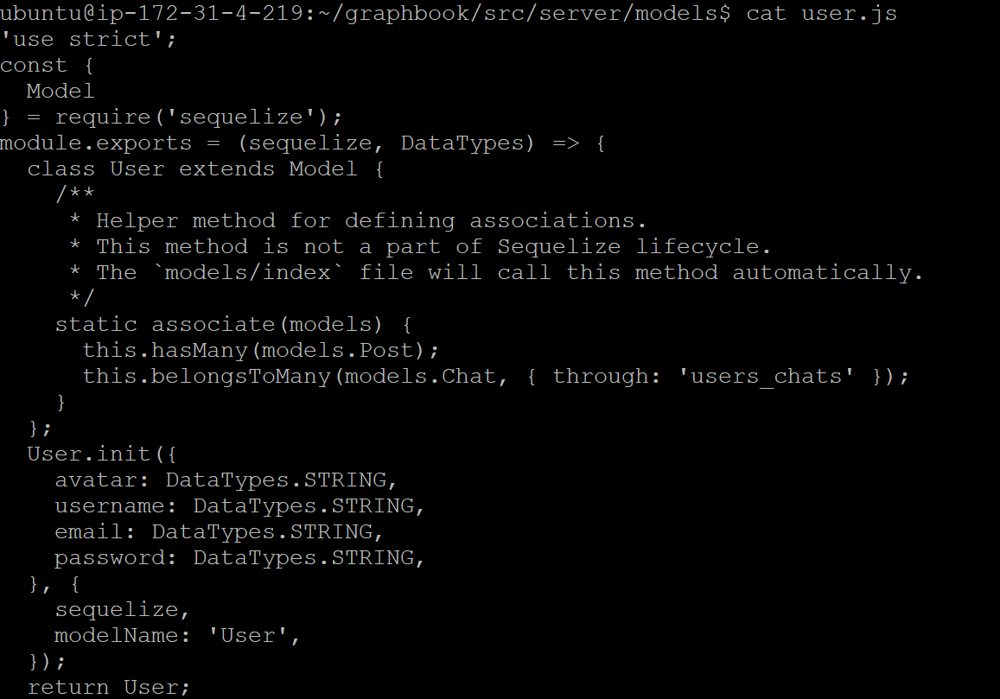 ubuntu@ip-172-31-4-219:~/graphbook/src/server/models$ cat user.js
'use strict';
const {
  Model
} = require('sequelize');
module.exports = (sequelize, DataTypes) => {
  class User extends Model {
    /**
     * Helper method for defining associations.
     * This method is not a part of Sequelize lifecycle.
     * The `models/index` file will call this method automatically.
     */
    static associate(models) {
      this.hasMany(models.Post);
      this.belongsToMany(models.Chat, { through: 'users_chats' });
    }
  };
  User.init({
    avatar: DataTypes.STRING,
    username: DataTypes.STRING,
    email: DataTypes.STRING,
    password: DataTypes.STRING,
  }, {
    sequelize,
    modelName: 'User',
  });
  return User;